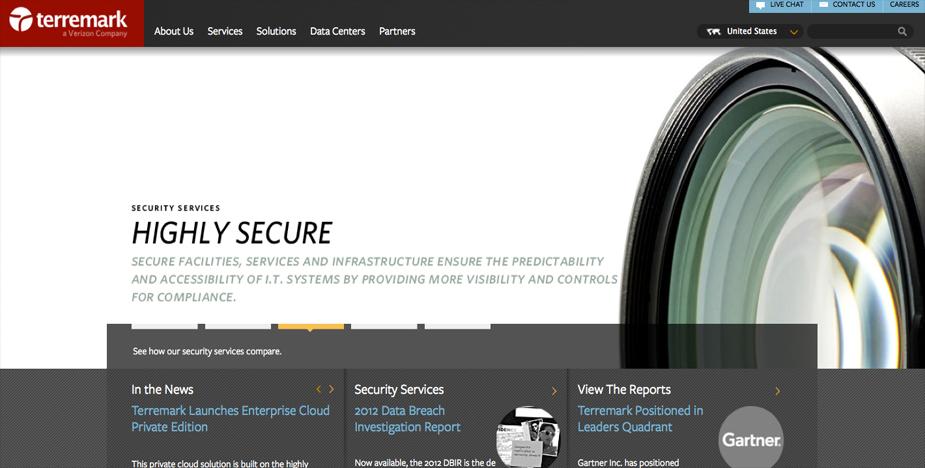 LIVE CHAT
CONTACT US
CAREERS
terremark
a Verizon Company
About Us
Services
Solutions
Data Centers
Partners
United States
SECURITY SERVICES
HIGHLY SECURE
SECURE FACILITIES, SERVICES AND INFRASTRUCTURE ENSURE THE PREDICTABILITY
AND ACCESSIBILITY OF I.T. SYSTEMS BY PROVIDING MORE VISIBILITY AND CONTROLS
FOR COMPLIANCE.
See how our security services compare.
In the News
Terremark Launches Enterprise Cloud
Private Edition
This private cloud solution is built on the highly
Security Services
2012 Data Breach
Investigation Report
Now available, the 2012 DBIR is the de
View The Reports
Terremark Positioned in
Leaders Quadrant
Gartner Inc. has positioned
Gartner